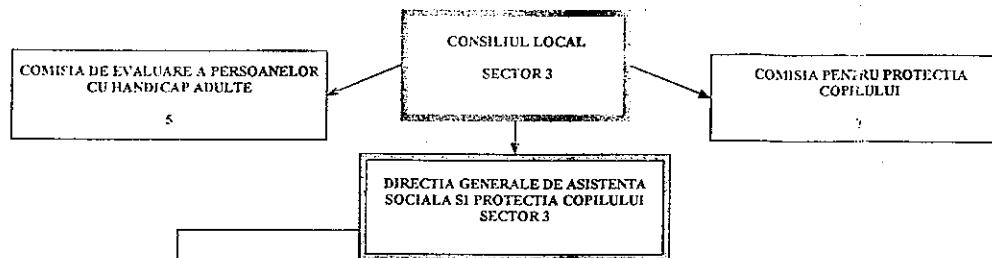 CONSILIUL LOCAL
SECTOR 3
COMISIA DE EVALUARE A PERSOANELOR
CU HANDICAP ADULTE
5
COMISIA PENTRU PROTECTIA
COPILULUI
DIRECTIA GENERALE DE ASISTENTA
SOCIALA SI PROTECTIA COPILULUI
SECTOR 3